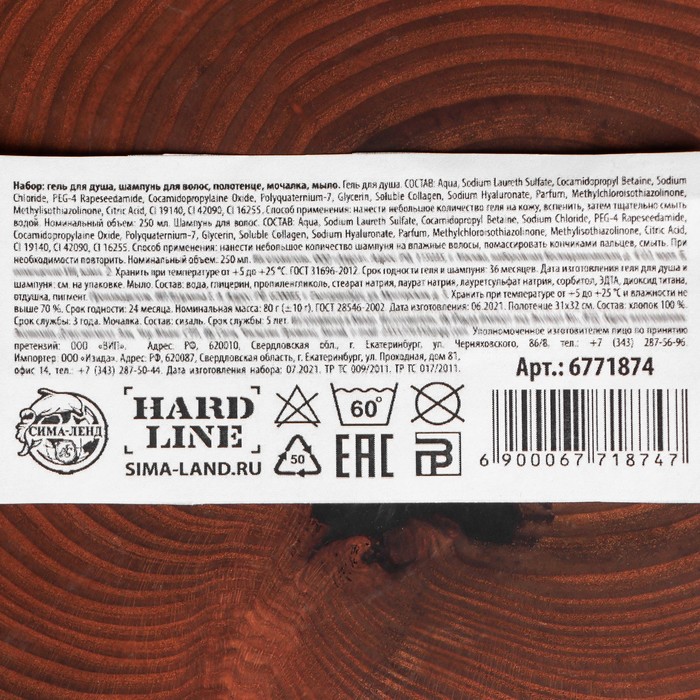 Набор: гель для душа, шампунь для волос, полотенце, мочалка, мыло. Гель для душа. СОСТАВ: Aqua, Sodium Laureth Sulfate, Cocamidopropyl Betaine, Sodium
Chloride, PEG-4 Rapeseedamide, Cocamidopropylaine Oxide, Polyquaternium-7, Glycerin, Soluble Collagen, Sodium Hyaluronate, Parfum, Methylchloroisothiazolinone,
Methylisothiazolinone, Citric Acid, CI 19140, CI 42090, CI 16255. Способ применения: нанести небольшое количество геля на кожу, вспенить, затем тщательно смыть
водой. Номинальный объем: 250 мл. Шампунь для волос. СОСТАВ: Aqua, Sodium Laureth Sulfate, Cocamidopropyl Betaine, Sodium Chloride, PEG-4 Rapeseedamide,
Cocamidopropylaine Oxide, Polyquaternium-7, Glycerin, Soluble Collagen, Sodium Hyaluronate, Parfum, Methylchloroisothiazolinone, Methylisothiazolinone, Citric Acid,
CI 19140, CI 42090, CI 16255. Способ применения: нанести небольшое количество шампуня на влажные волосы, помассировать кончиками пальцев, смыть. При
необходимости повторить. Номинальный объем: 250 мл.
Хранить при температуре от +5 до +25 °C. ГОСТ 31696-2012. Срок годности геля и шампуня: 36 месяцев. Дата изготовления геля для душа и
шампуня: см. на упаковке. Мыло. Состав: вода, глицерин, пропиленгликоль, стеарат натрия, лаурат натрия, лауретсульфат натрия, сорбитол, ЭДТА, диоксид титана,
отдушка, пигмент. Хранить при температуре от +5 до +25 °C и влажности не
выше 70 %. Срок годности: 24 месяца. Номинальная масса: 80 г (±10 г). ГОСТ 28546-2002. Дата изготовления: 06.2021. Полотенце 31х32 см. Состав: хлопок 100 %.
Срок службы: 3 года. Мочалка. Состав: сизаль. Срок службы: 5 лет.
Уполномоченное изготовителем лицо по принятию
претензий: ООО «ВИП». Адрес: РФ, 620010, Свердловская обл., г. Екатеринбург, ул. Черняховского, 86/8, +7 (343) 287-56-96.
Импортер ООО «Изида». Адрес: РФ, 620087, Свердловская область, г. Екатеринбург, ул. Проходная, дом 81,
офис 14, тел.: +7 (343) 287-50-44. Дата изготовления набора: 07.2021. ТР ТС 009/2011. ТР ТС 017/2011.
Арт.: 6771874
СИМА-ЛЕНД
HARD
LINE
SIMA-LAND.RU
60°
50
EAC
6 900067 718747